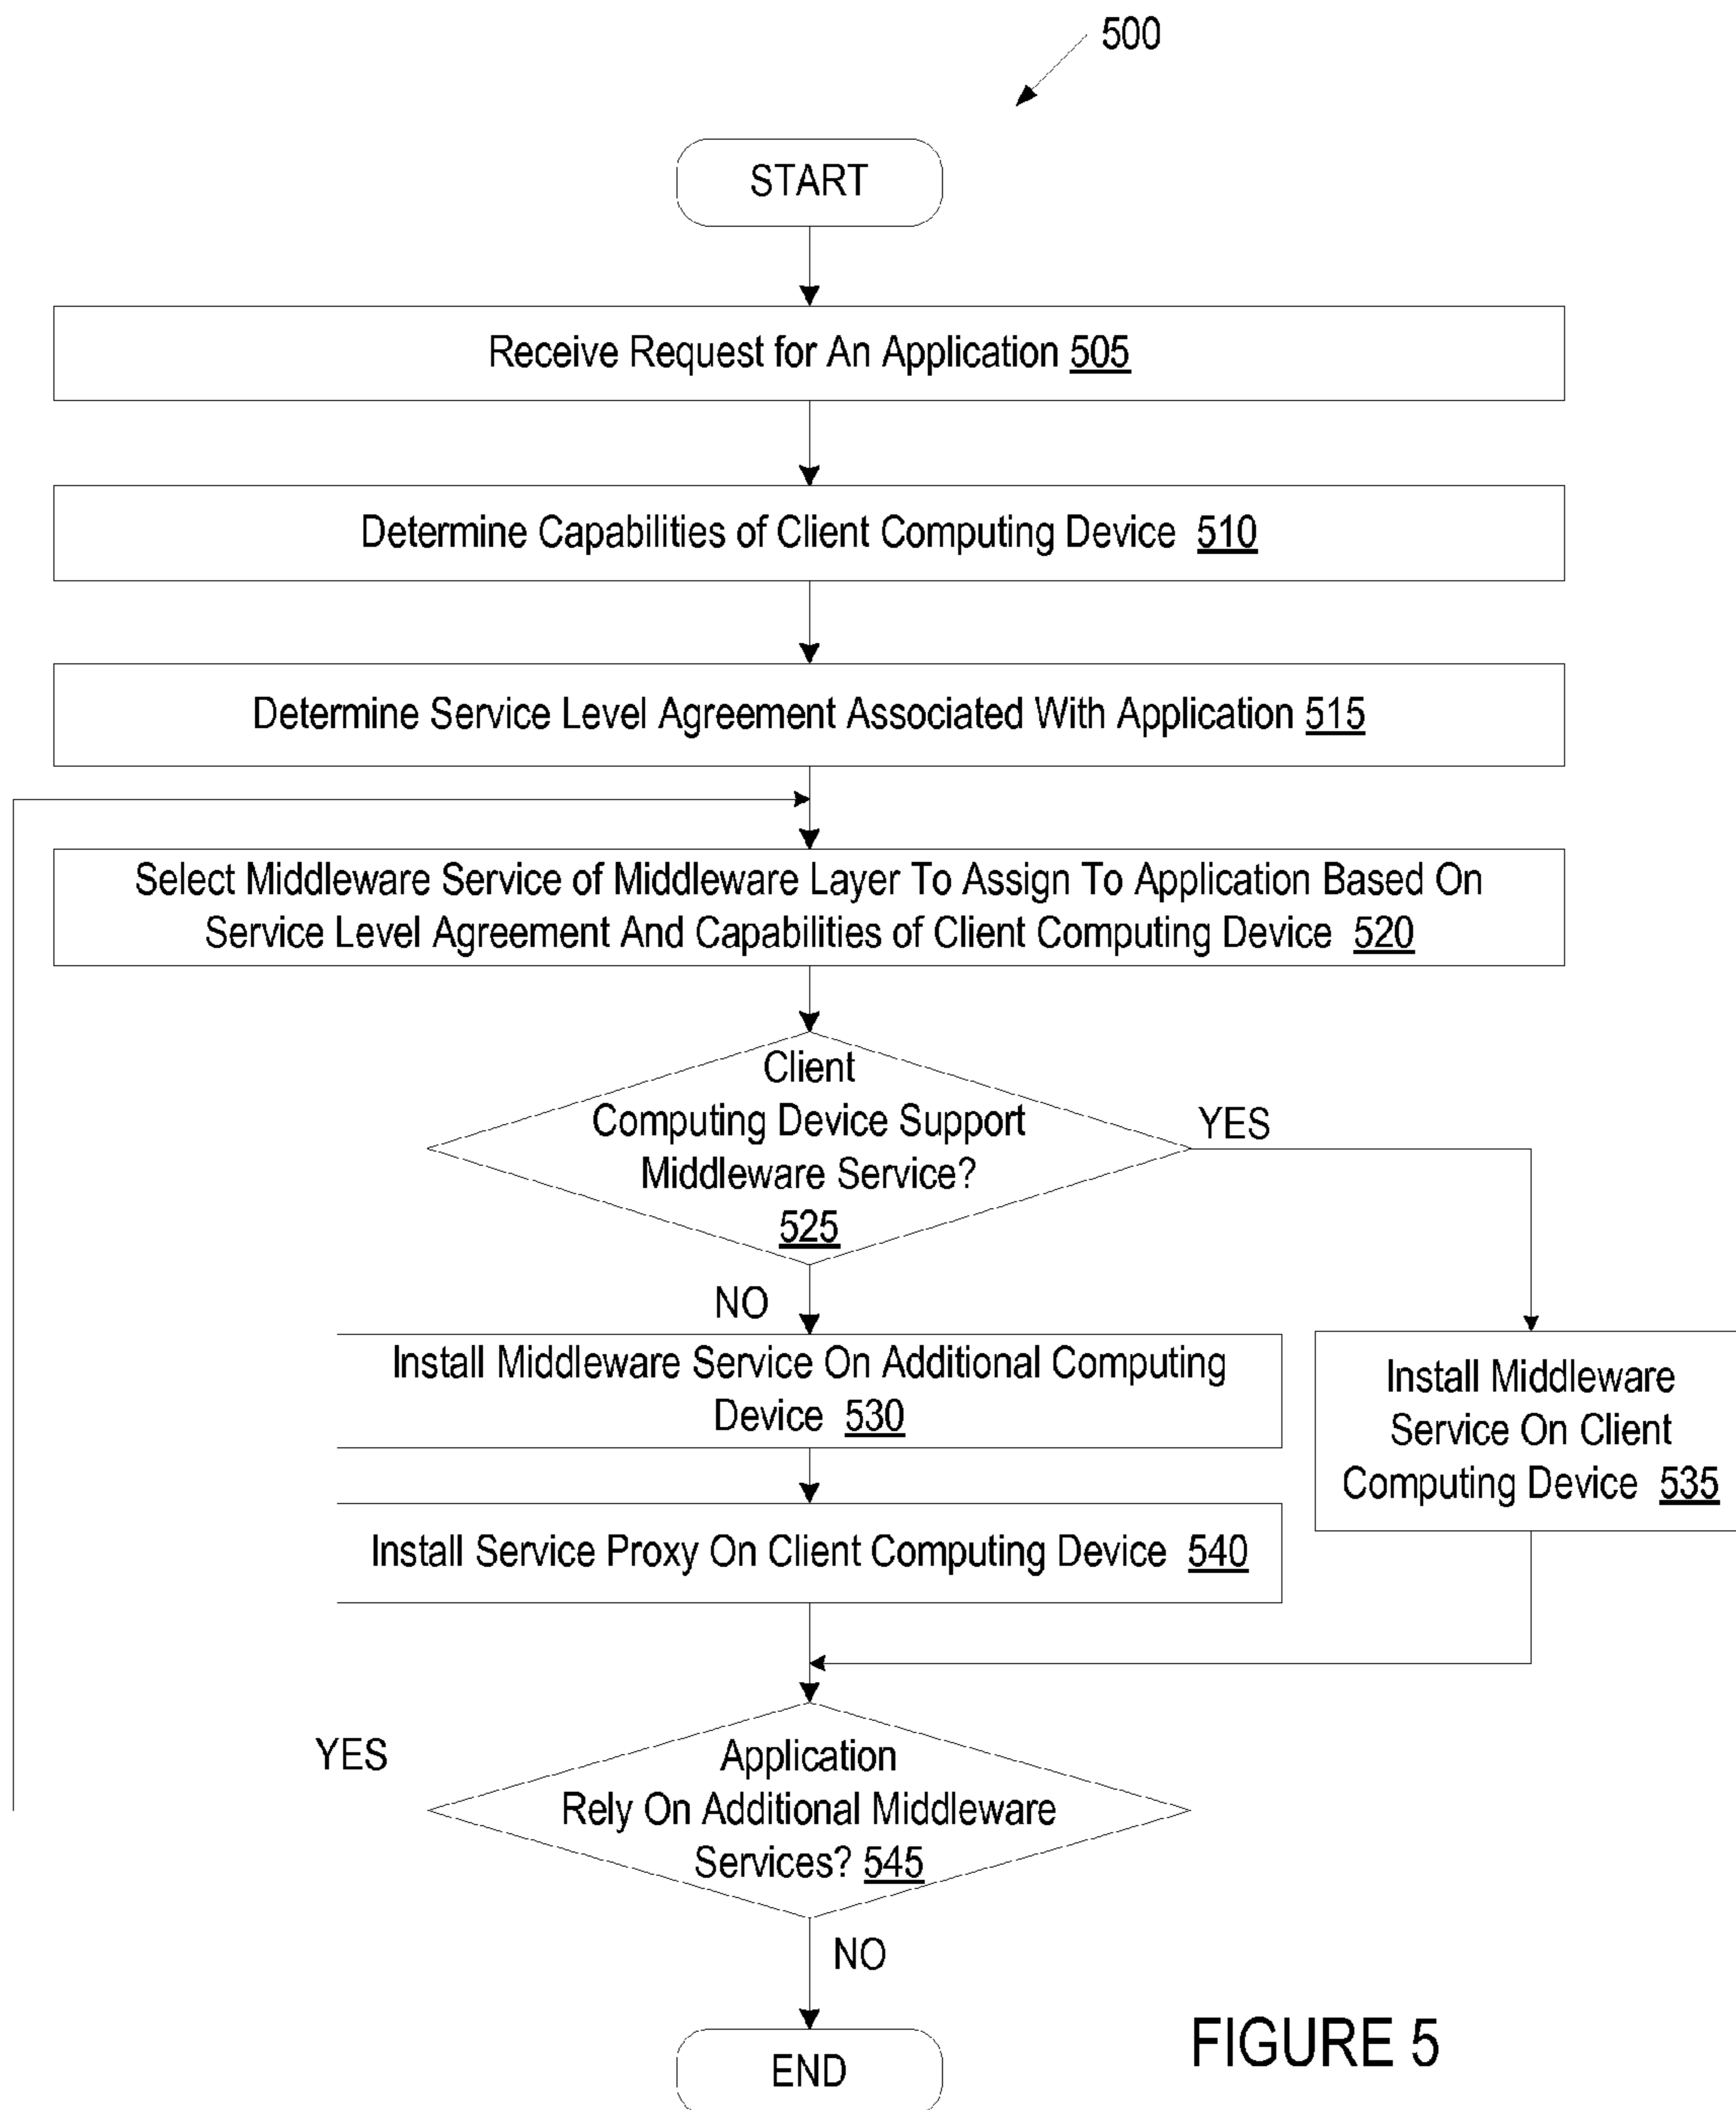 500
START
Receive Request for An Application 505
Determine Capabilities of Client Computing Device 510
Determine Service Level Agreement Associated With Application 515
Select Middleware Service of Middleware Layer To Assign To Application Based On
Service Level Agreement And Capabilities of Client Computing Device 520
Client
Computing Device Support
Middleware Service?
525
YES
NO
Install Middleware Service On Additional Computing
Device 530
Install Middleware
Service On Client
Computing Device 535
Install Service Proxy On Client Computing Device 540
YES
Application
Rely On Additional Middleware
Services? 545
NO
END
FIGURE 5